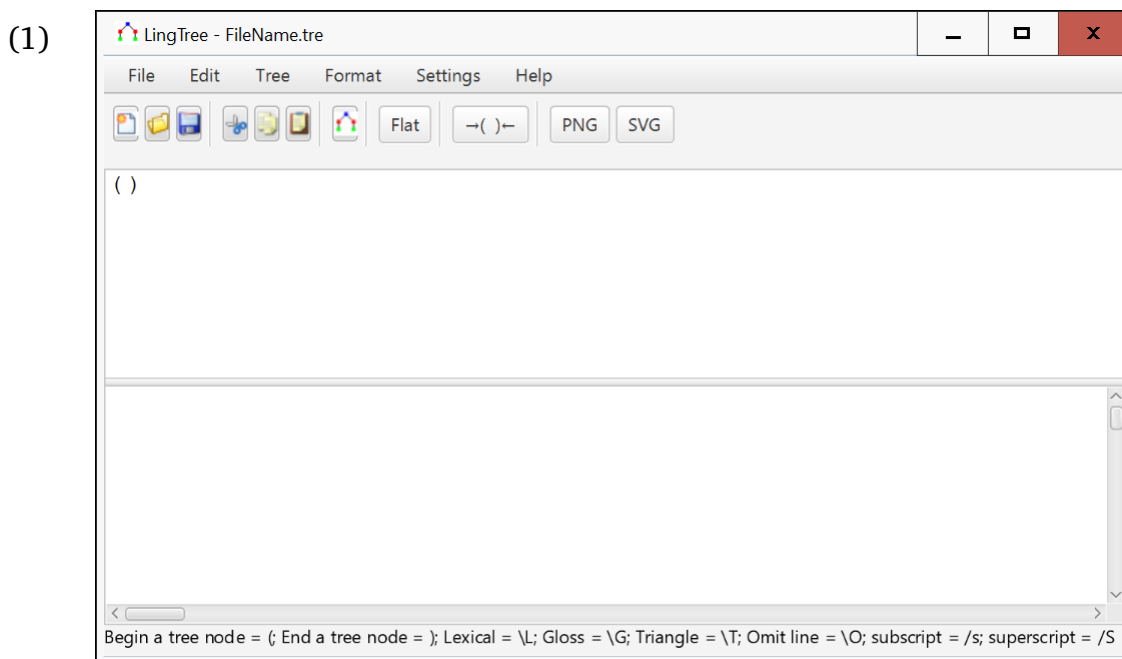 (1)
LingTree - FileName.tre
File Edit Tree Format Settings Help
Flat →( )← PNG SVG
( )
Begin a tree node = (; End a tree node = ); Lexical = \L; Gloss = \G; Triangle = \T; Omit line = \O; subscript = /s; superscript = /S